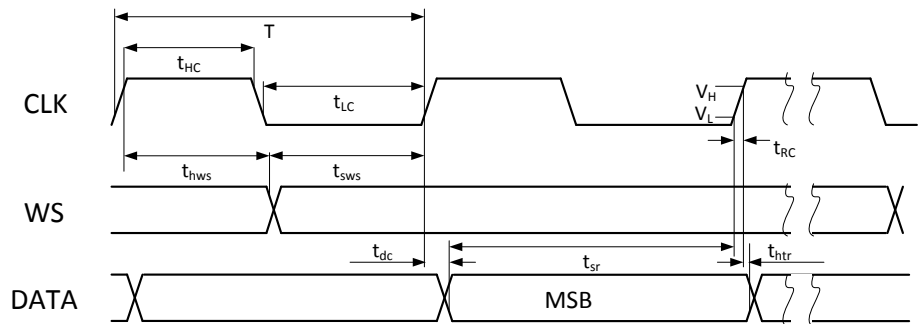 T
tHC
tLC
CLK
VH
VL
tRC
thws
tsws
WS
tdc
tsr
thtr
DATA
MSB